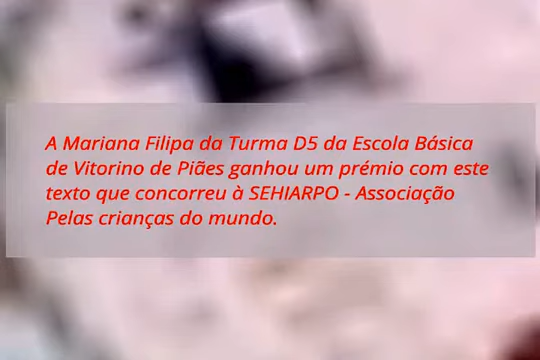 A Mariana Filipa da Turma D5 da Escola Básica
de Vitorino de Piães ganhou um prémio com este
texto que concorreu à SEHIARPO - Associação
Pelas crianças do mundo.